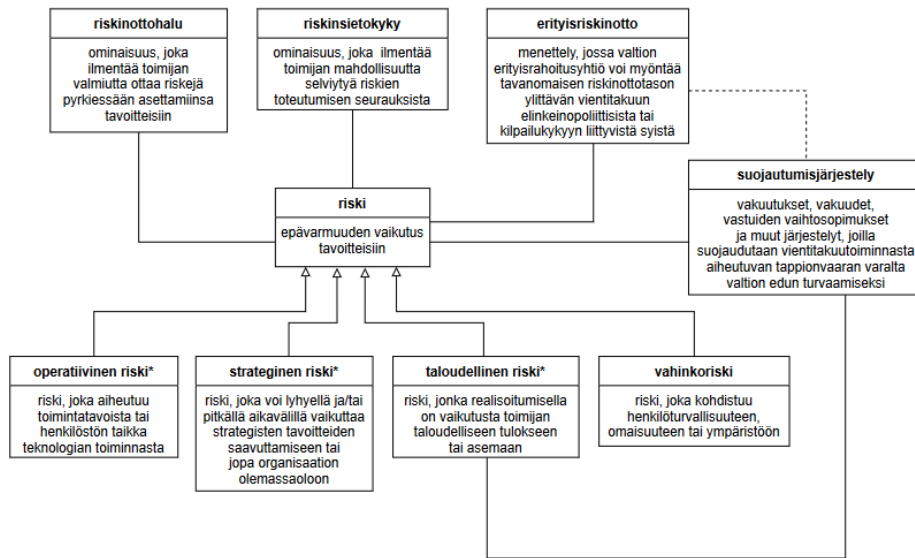 riskinottohalu
ominaisuus, joka
ilmentää toimijan
valmiutta ottaa riskejä
pyrkiessään asettamiinsa
tavoitteisiin
riskinsietokyky
ominaisuus, joka ilmentää
toimijan mahdollisuutta
selviytyä riskien
toteutumisen seurauksista
erityisriskinotto
menettely, jossa valtion
erityisrahoitusyhtiö voi myöntää
tavanomaisen riskinottotason
ylittävän vientitakuun
elinkeinopoliittisista tai
kilpailukykyyn liittyvistä syistä
suojautumisjärjestely
vakuutukset, vakuudet,
vastuiden vaihtosopimukset
ja muut järjestelyt, joilla
suojaudutaan vientitakuutoiminnasta
aiheutuvan tappionvaaran varalta
valtion edun turvaamiseksi
riski
epävarmuuden vaikutus
tavoitteisiin
operatiivinen riski*
riski, joka aiheutuu
toimintatavoista tai
henkilöstön taikka
teknologian toiminnasta
strateginen riski*
riski, joka voi lyhyellä ja/tai
pitkällä aikavälillä vaikuttaa
strategisten tavoitteiden
saavuttamiseen tai
jopa organisaation
olemassaoloon
taloudellinen riski*
riski, jonka realisoitumisella
on vaikutusta toimijan
taloudelliseen tulokseen
tai asemaan
vahinkoriski
riski, joka kohdistuu
henkilöturvallisuuteen,
omaisuuteen tai ympäristöön